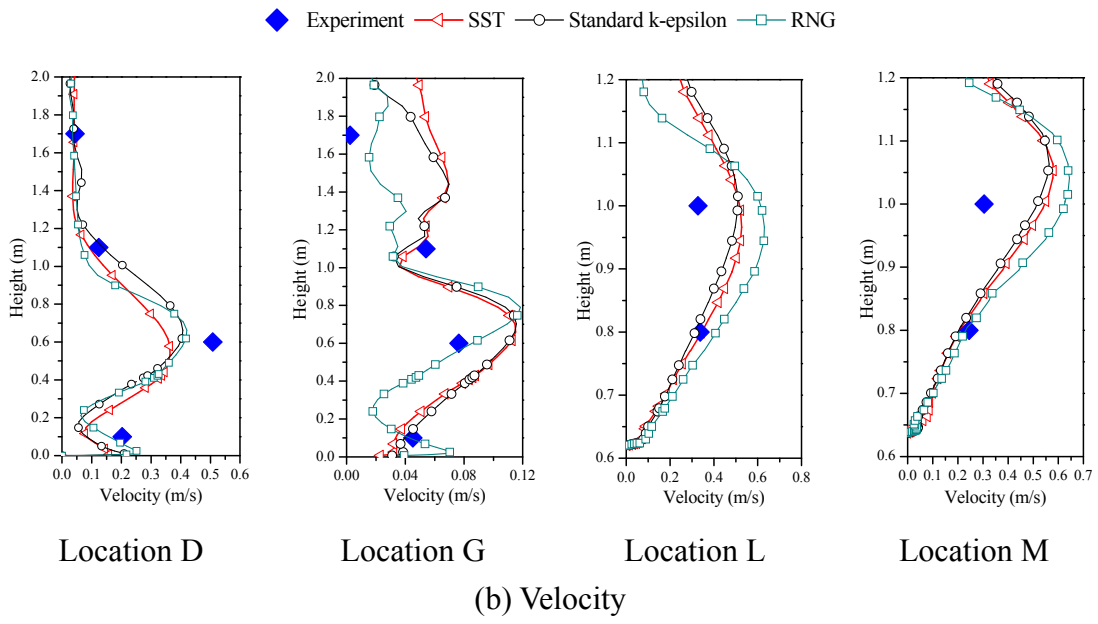 Experiment SST Standard k-epsilon RNG
2.0
1.8
1.6
1.4
1.2
1.0
0.8
0.6
0.4
0.2
0.0
Height (m)
0.0 0.1 0.2 0.3 0.4 0.5 0.6
Velocity (m/s)
Location D
2.0
1.8
1.6
1.4
1.2
1.0
0.8
0.6
0.4
0.2
0.0
Height (m)
0.00 0.04 0.08 0.12
Velocity (m/s)
Location G
1.2
1.1
1.0
0.9
0.8
0.7
0.6
Height (m)
0.0 0.2 0.4 0.6 0.8
Velocity (m/s)
Location L
1.2
1.1
1.0
0.9
0.8
0.7
0.6
Height (m)
0.0 0.1 0.2 0.3 0.4 0.5 0.6 0.7
Velocity (m/s)
Location M
(b) Velocity